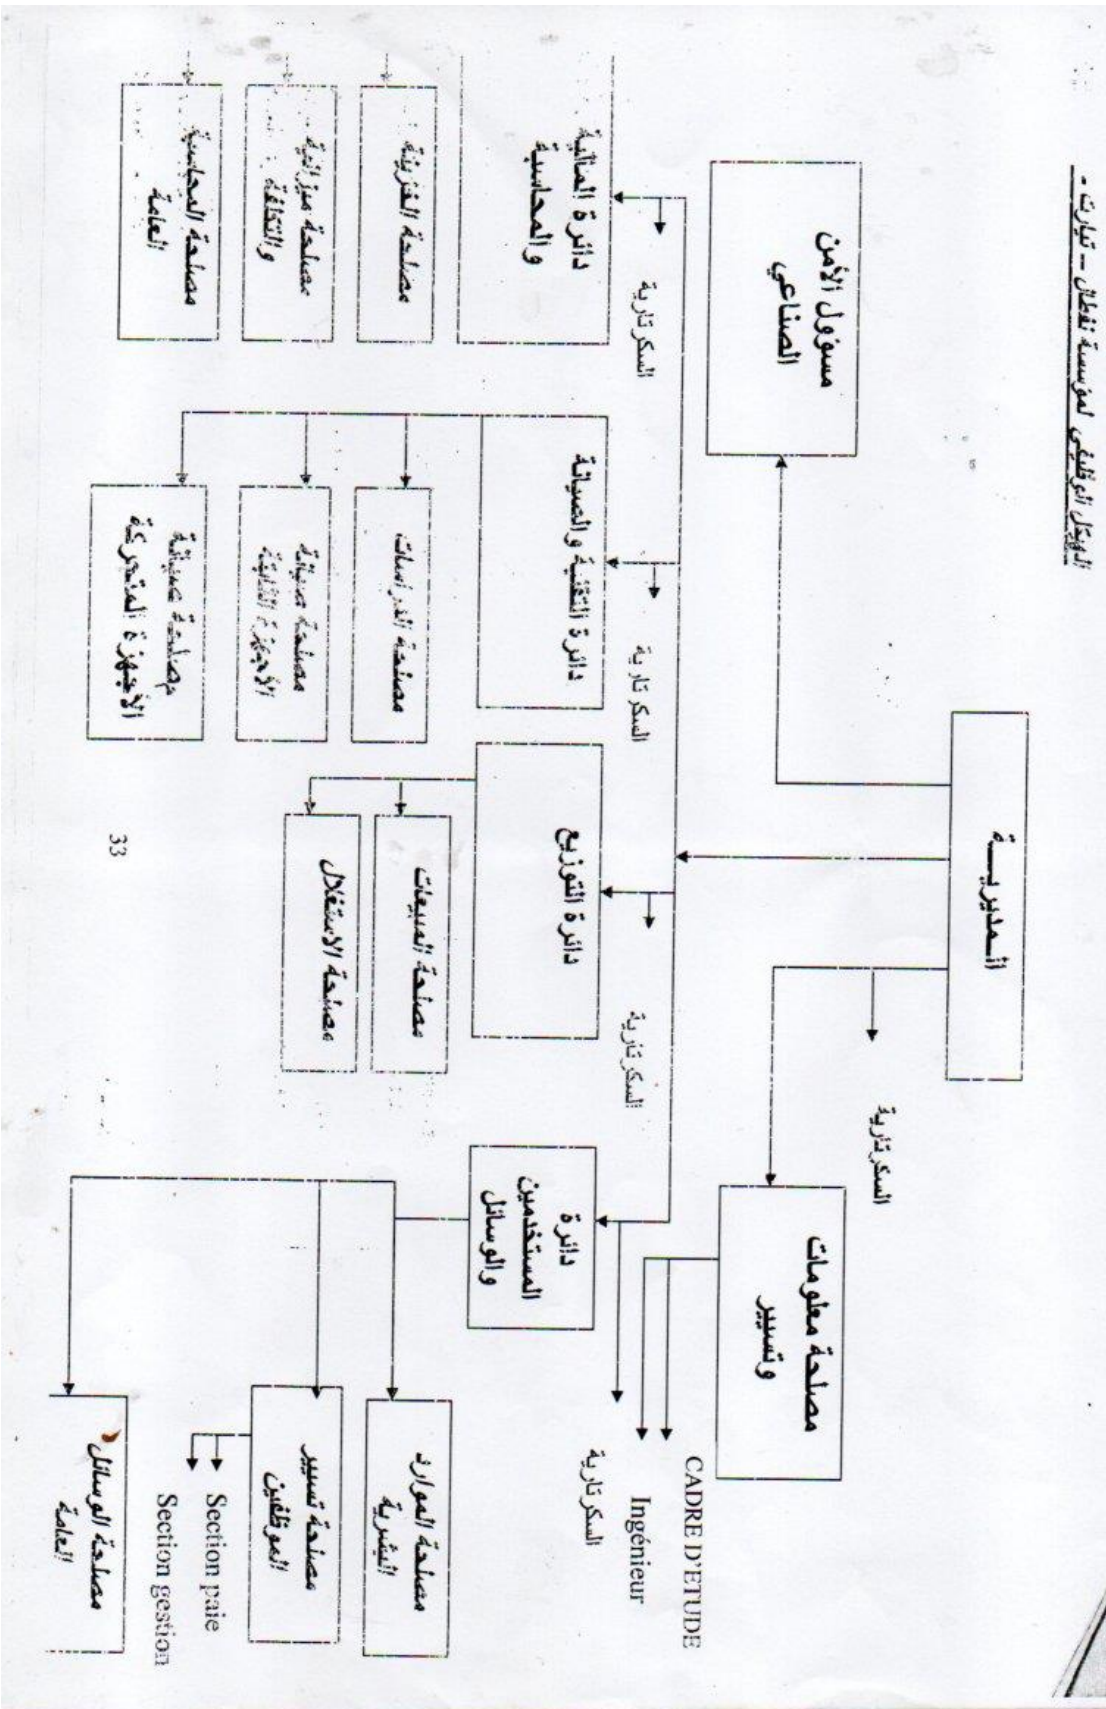 الهيكل الوظيفي لمؤسسة نفطال – تيارت -
الـمديريـــة
السكرتارية
مسؤول الأمن
الصناعي
مصلحة معلومات
وتسيير
CADRE D'ETUDE
Ingénieur
السكرتارية
السكرتارية
السكرتارية
السكرتارية
دائرة المالية
والمحاسبة
دائرة التقنية والصيانة
دائرة التوزيع
دائرة
المستخدمين
والوسائل
مصلحة الخزينة
مصلحة ميزانية
والتكلفة
مصلحة المحاسبة
العامة
مصلحة الدراسات
مصلحة صيانة
الأجهزة الثابتة
مصلحة صيانة
الأجهزة المتحركة
مصلحة المبيعات
مصلحة الاستغلال
مصلحة الموارد
البشرية
مصلحة تسيير
الموظفين
Section paie
Section gestion
مصلحة الوسائل
العامة
33